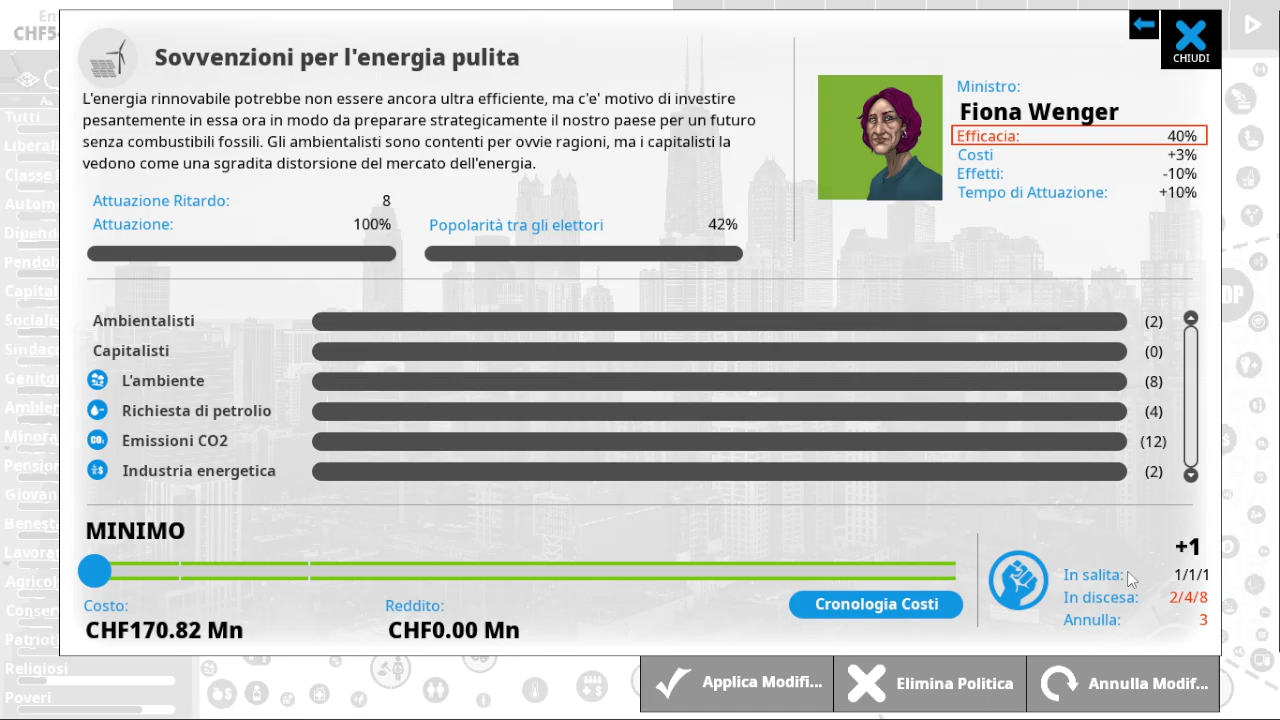 Sovvenzioni per l'energia pulita
L'energia rinnovabile potrebbe non essere ancora ultra efficiente, ma c'e' motivo di investire
pesantemente in essa ora in modo da preparare strategicamente il nostro paese per un futuro
senza combustibili fossili. Gli ambientalisti sono contenti per ovvie ragioni, ma i capitalisti la
vedono come una sgradita distorsione del mercato dell'energia.
Attuazione Ritardo: 8
Attuazione: 100%
Popolarità tra gli elettori 42%
CHIUDI
Ministro:
Fiona Wenger
Efficacia: 40%
Costi +3%
Effetti: -10%
Tempo di Attuazione: +10%
Ambientalisti (2)
Capitalisti (0)
L'ambiente (8)
Richiesta di petrolio (4)
CO₂ Emissioni CO2 (12)
Industria energetica (2)
MINIMO
Costo:
CHF170.82 Mn
Reddito:
CHF0.00 Mn
Cronologia Costi
+1
In salita: 1/1/1
In discesa: 2/4/8
Annulla: 3
Applica Modifi...
Elimina Politica
Annulla Modif...
Tutti
Religiosi
Poveri